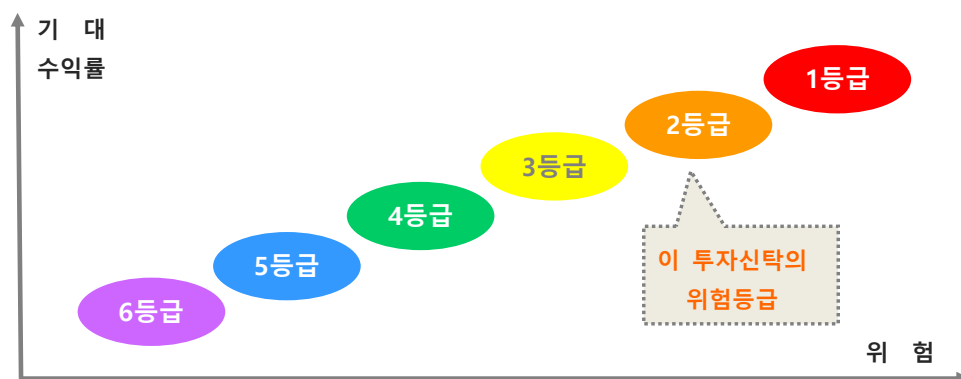 기 대
수익률
1등급
2등급
3등급
4등급
5등급
6등급
이 투자신탁의
위험등급
위 험